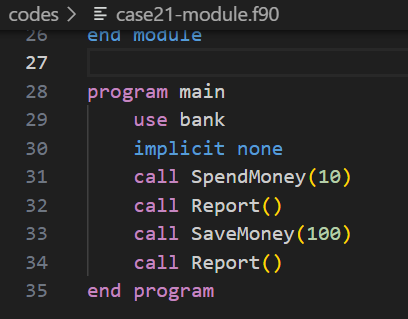 codes > case21-module.f90
26 end module
27
28 program main
29     use bank
30     implicit none
31     call SpendMoney(10)
32     call Report()
33     call SaveMoney(100)
34     call Report()
35 end program